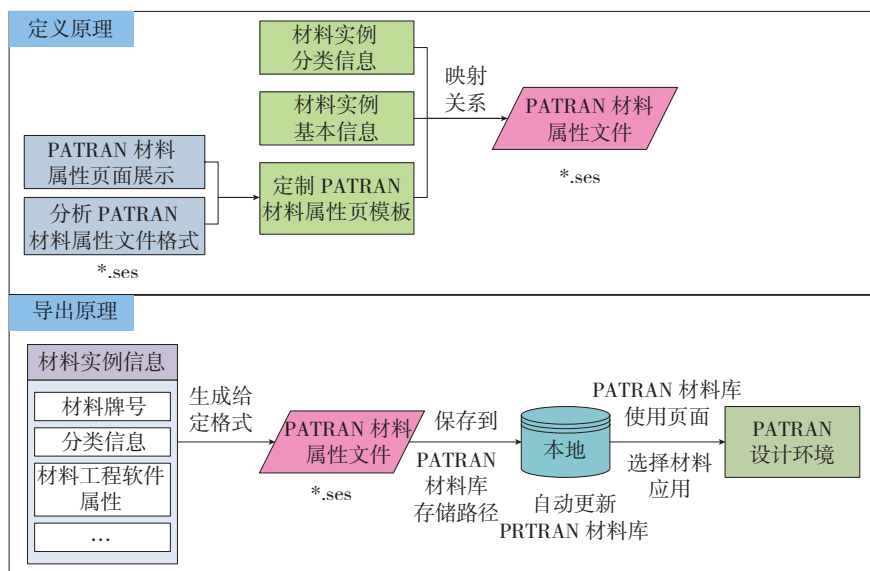 定义原理
材料实例
分类信息
材料实例
基本信息
映射
关系
PATRAN 材料
属性文件
*.ses
PATRAN 材料
属性页面展示
分析 PATRAN
材料属性文件格式
*.ses
定制 PATRAN
材料属性页模板
导出原理
材料实例信息
材料牌号
分类信息
材料工程软件
属性
…
生成给
定格式
PATRAN 材料
属性文件
*.ses
保存到
PATRAN
材料库
存储路径
本地
自动更新
PRTRAN 材料库
PATRAN 材料库
使用页面
选择材料
应用
PATRAN
设计环境